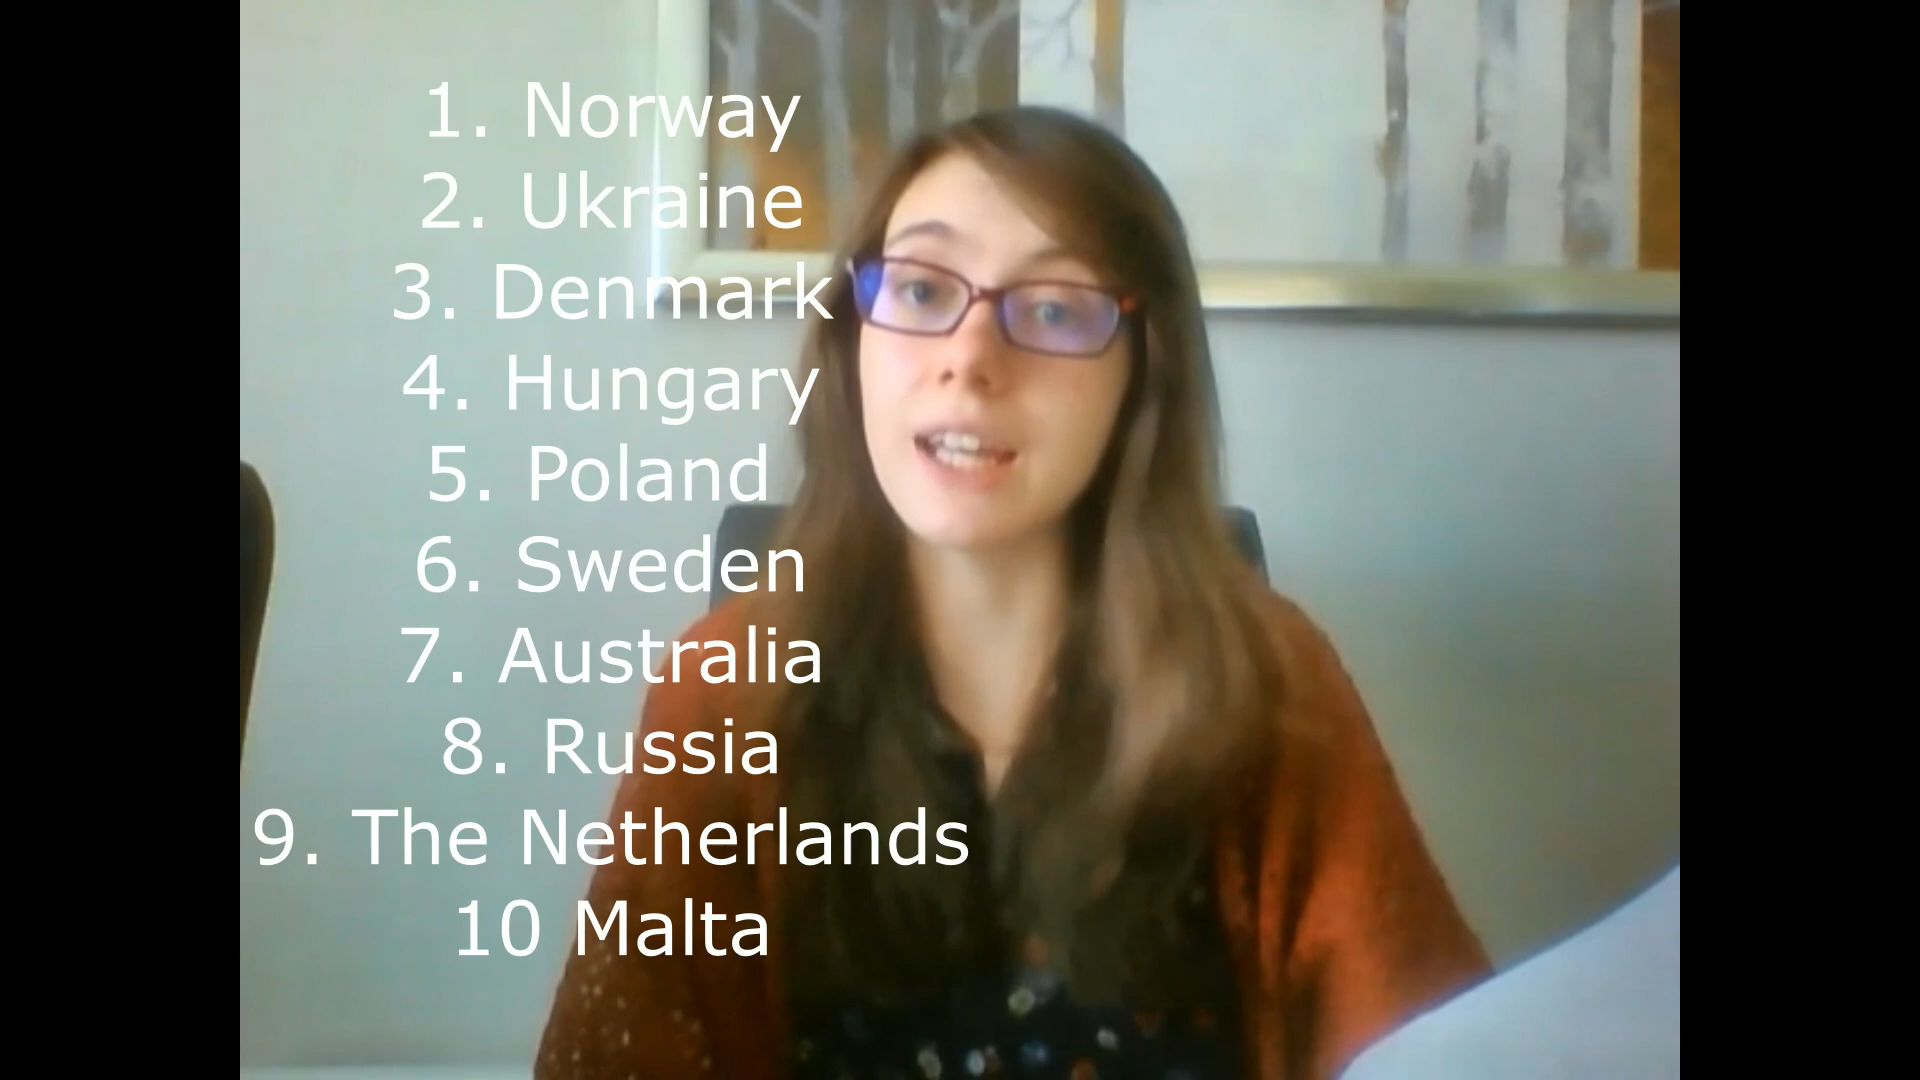 1. Norway
2. Ukraine
3. Denmark
4. Hungary
5. Poland
6. Sweden
7. Australia
8. Russia
9. The Netherlands
10 Malta